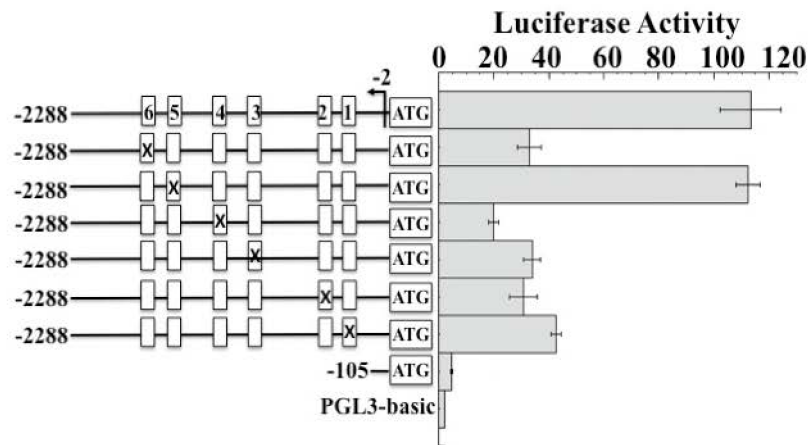 Luciferase Activity
0 20 40 60 80 100 120
-2
-2288 6 5 4 3 2 1 ATG
-2288 X ATG
-2288 X ATG
-2288 X ATG
-2288 X ATG
-2288 X ATG
-2288 X ATG
-105 ATG
PGL3-basic